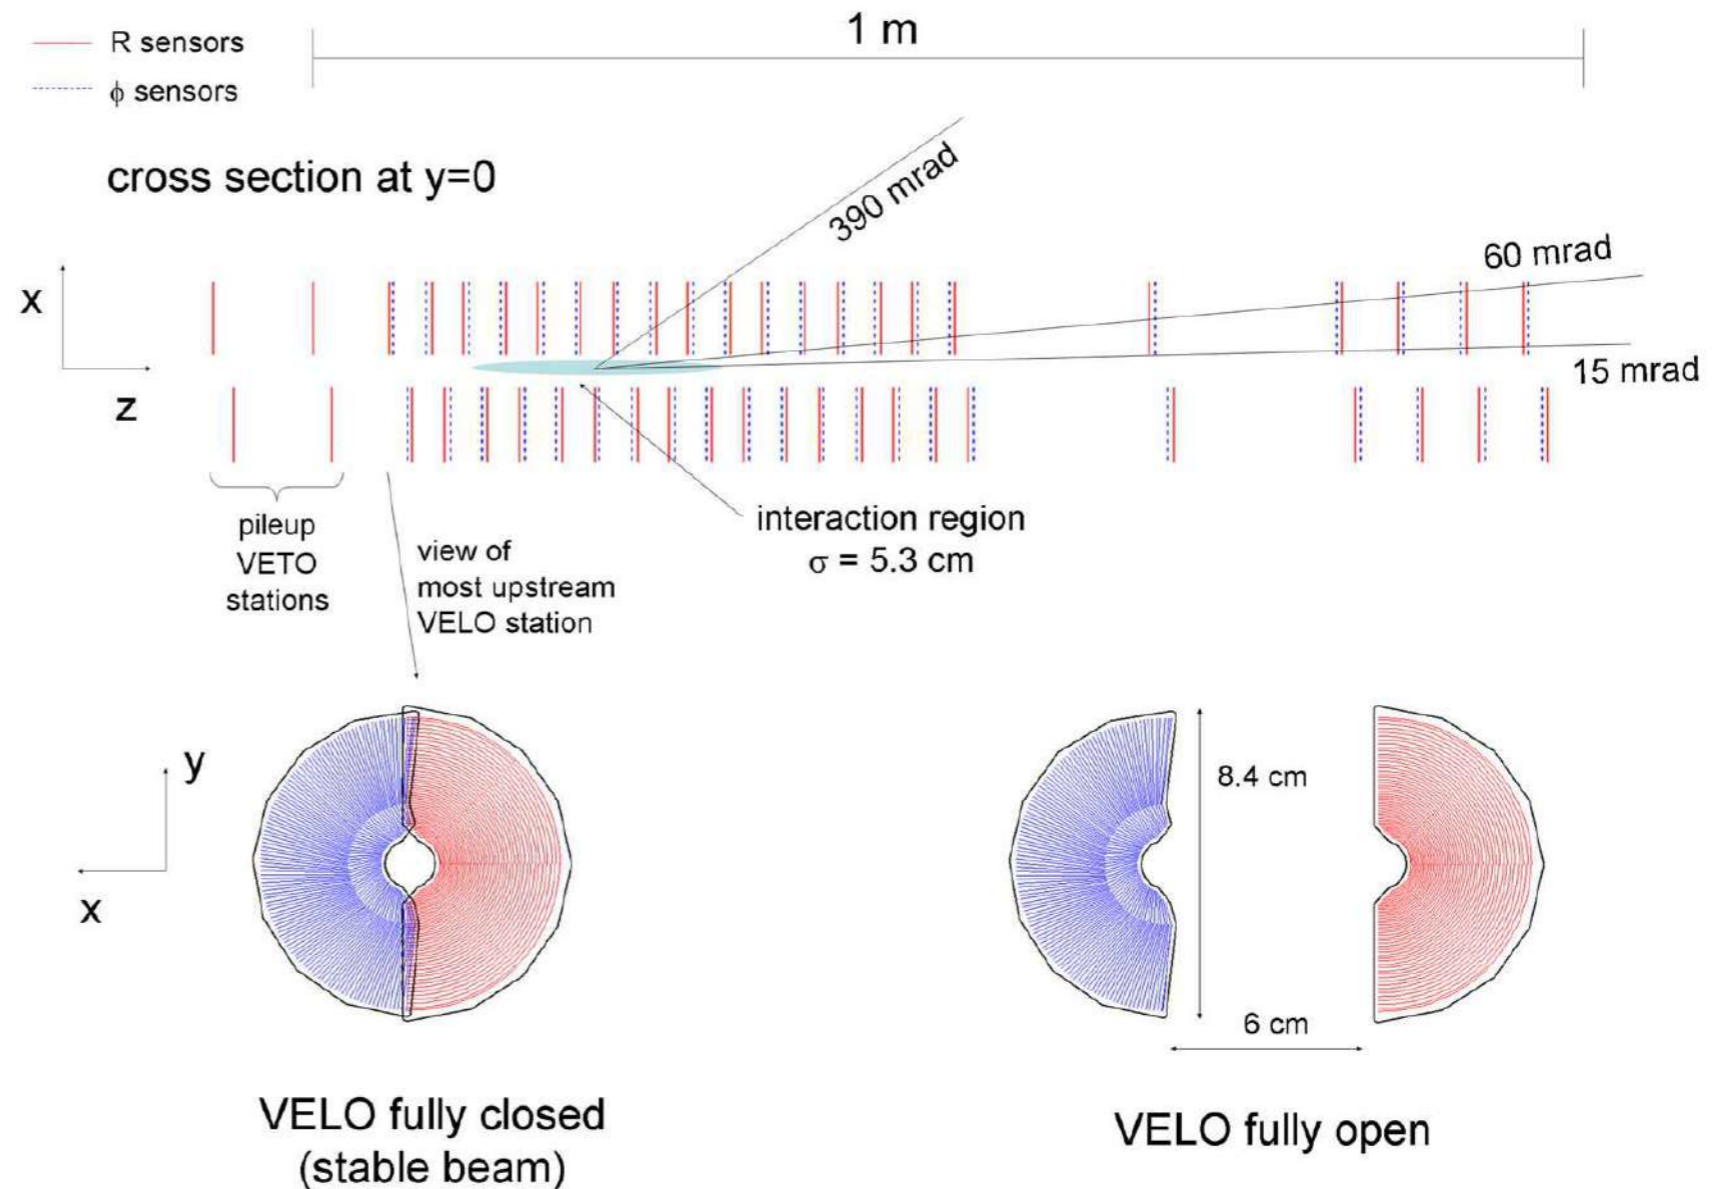 R sensors
ϕ sensors
1 m
cross section at y=0
390 mrad
60 mrad
15 mrad
x
z
pileup
VETO
stations
view of
most upstream
VELO station
interaction region
σ = 5.3 cm
y
x
8.4 cm
6 cm
VELO fully closed
(stable beam)
VELO fully open